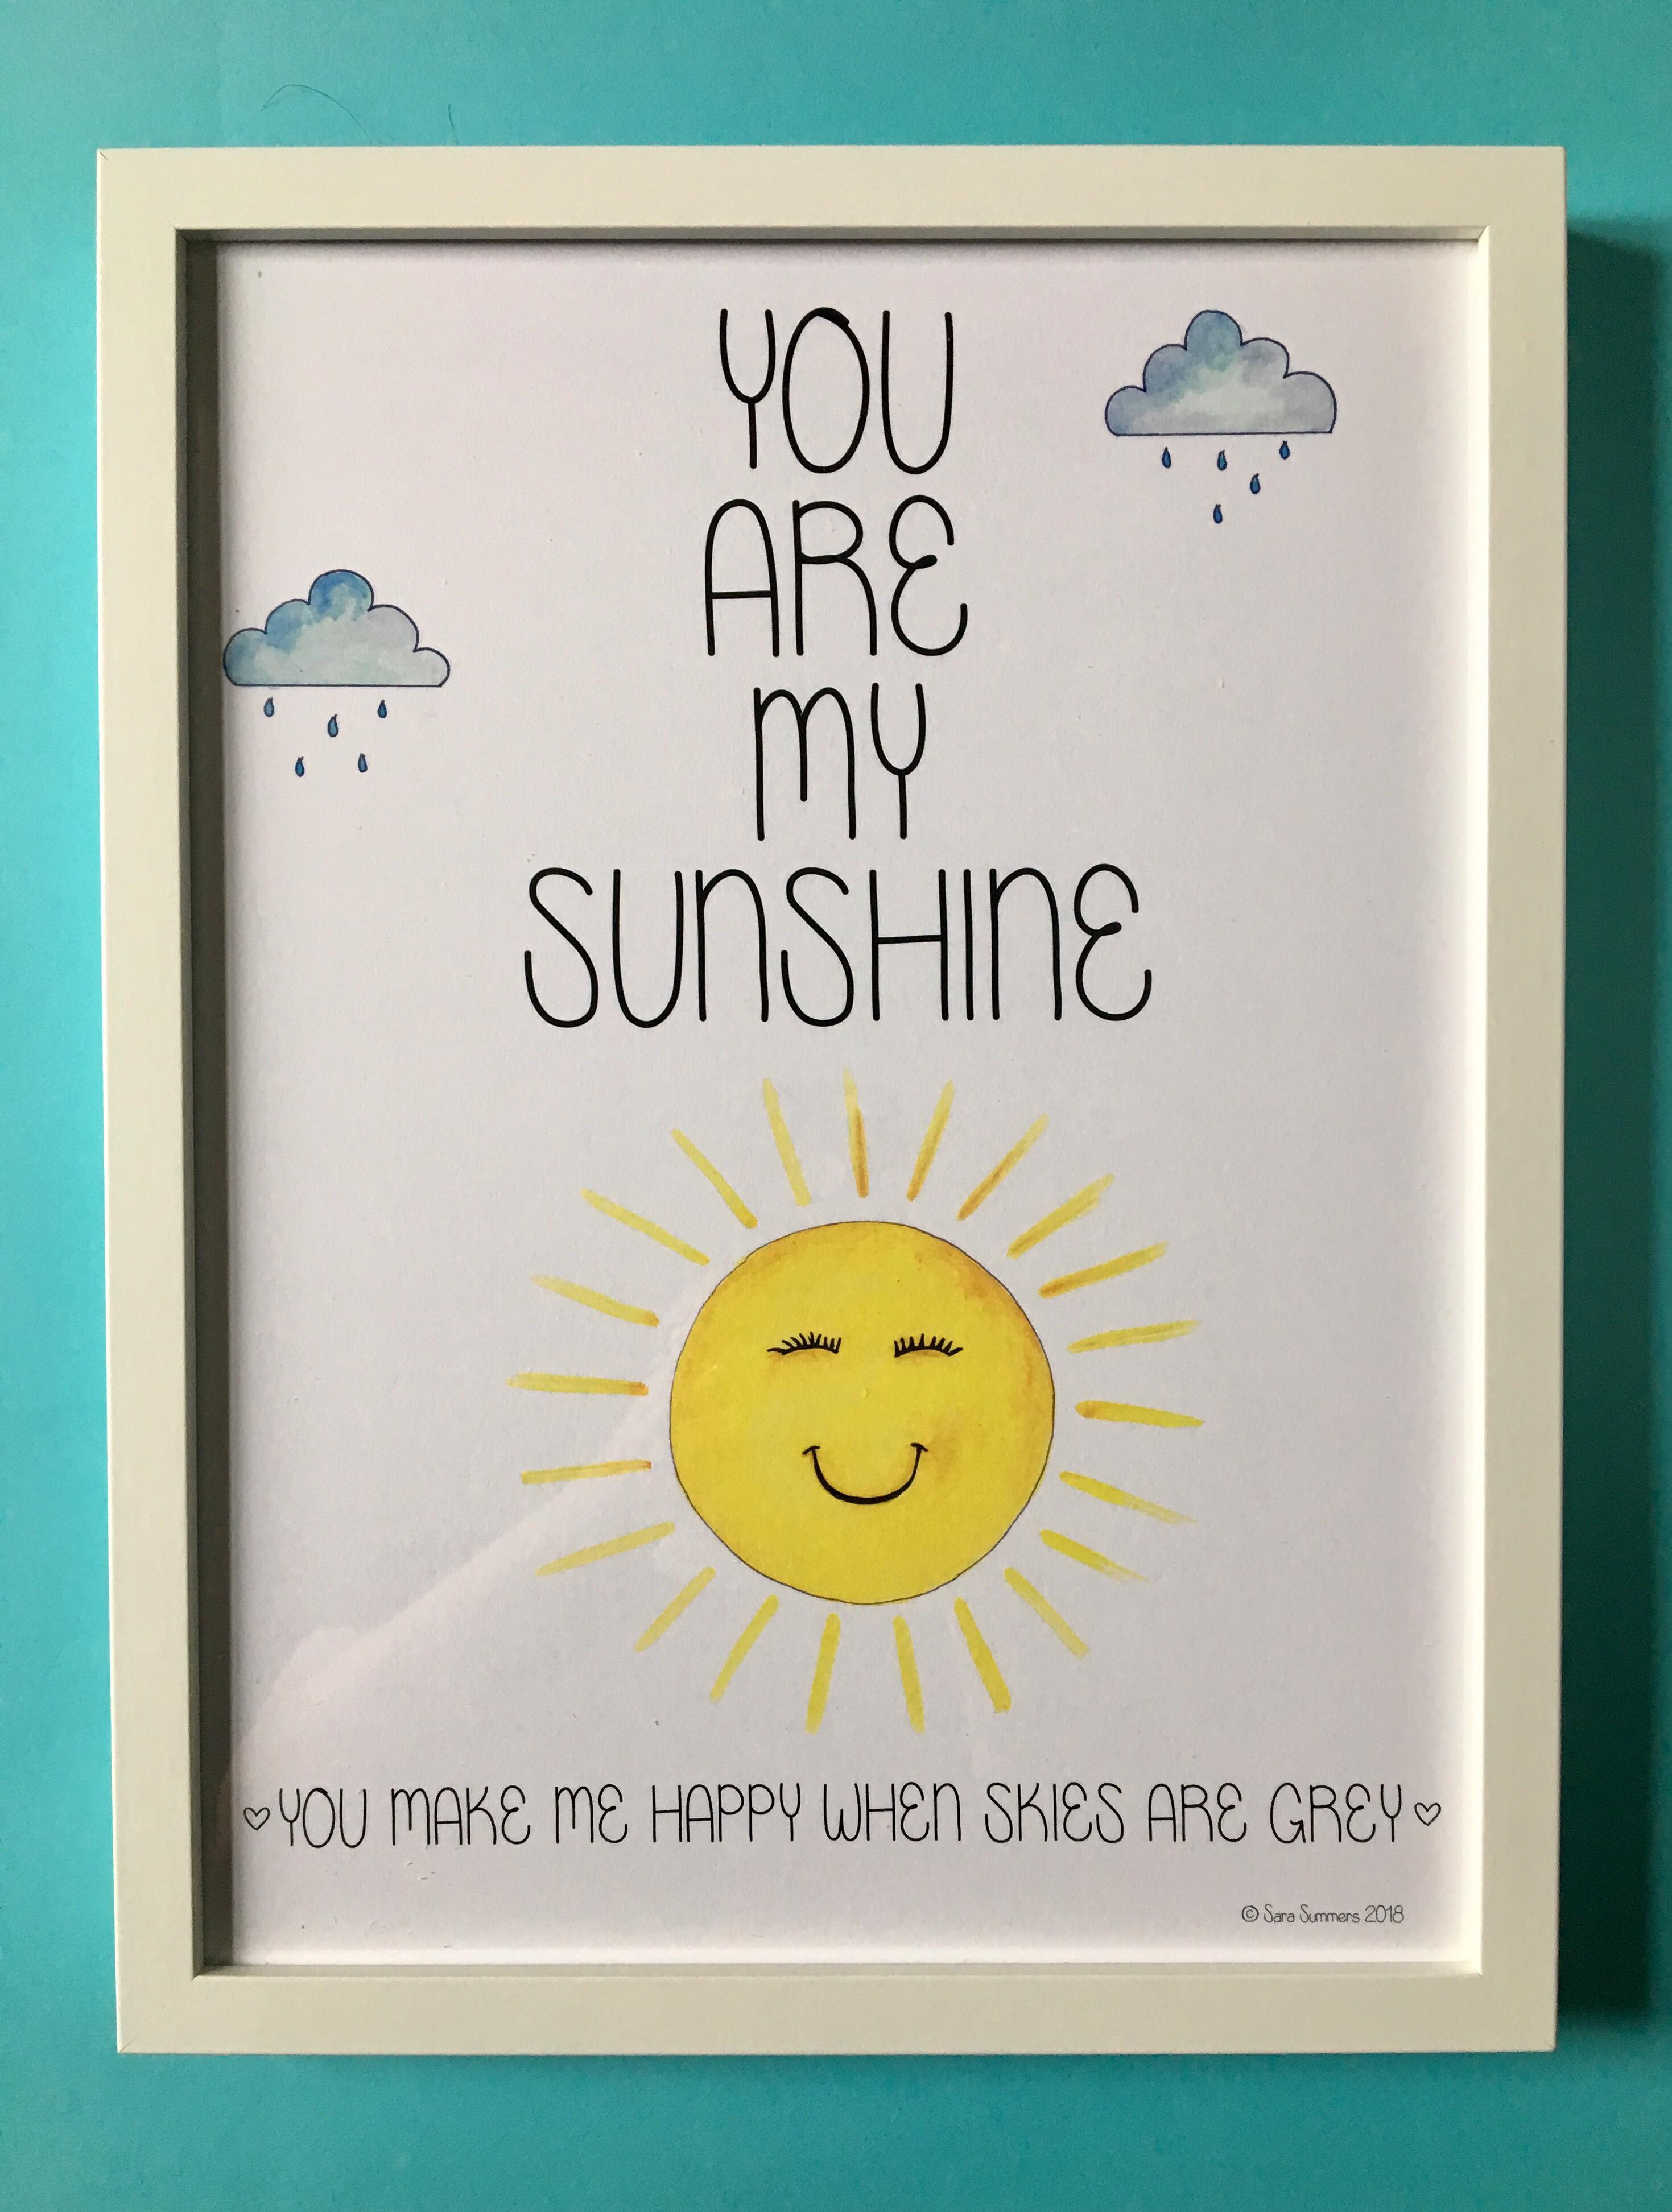 YOU
ARE
MY
SUNSHINE
♡YOU MAKE ME HAPPY WHEN SKIES ARE GREY♡
© Sara Summers 2018